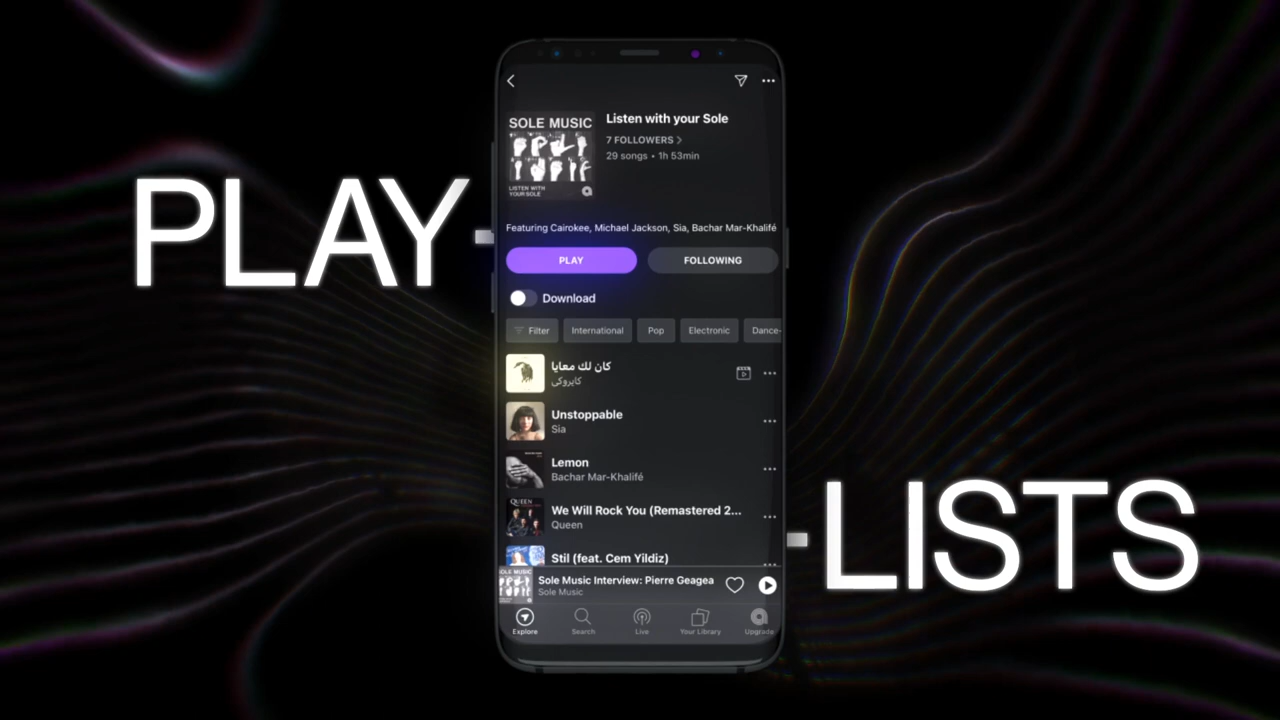 PLAY-
-LISTS
SOLE MUSIC
LISTEN WITH
YOUR SOLE
Listen with your Sole
7 FOLLOWERS >
29 songs • 1h 53min
Featuring Cairokee, Michael Jackson, Sia, Bachar Mar-Khalifé
PLAY
FOLLOWING
Download
Filter
International
Pop
Electronic
Dance-
كان لك معايا
كايروكي
Unstoppable
Sia
Lemon
Bachar Mar-Khalifé
QUEEN
We Will Rock You (Remastered 2...
Queen
Stil (feat. Cem Yildiz)
SOLE MUSIC
Sole Music Interview: Pierre Geagea
Sole Music
Explore
Search
Live
Your Library
Upgrade